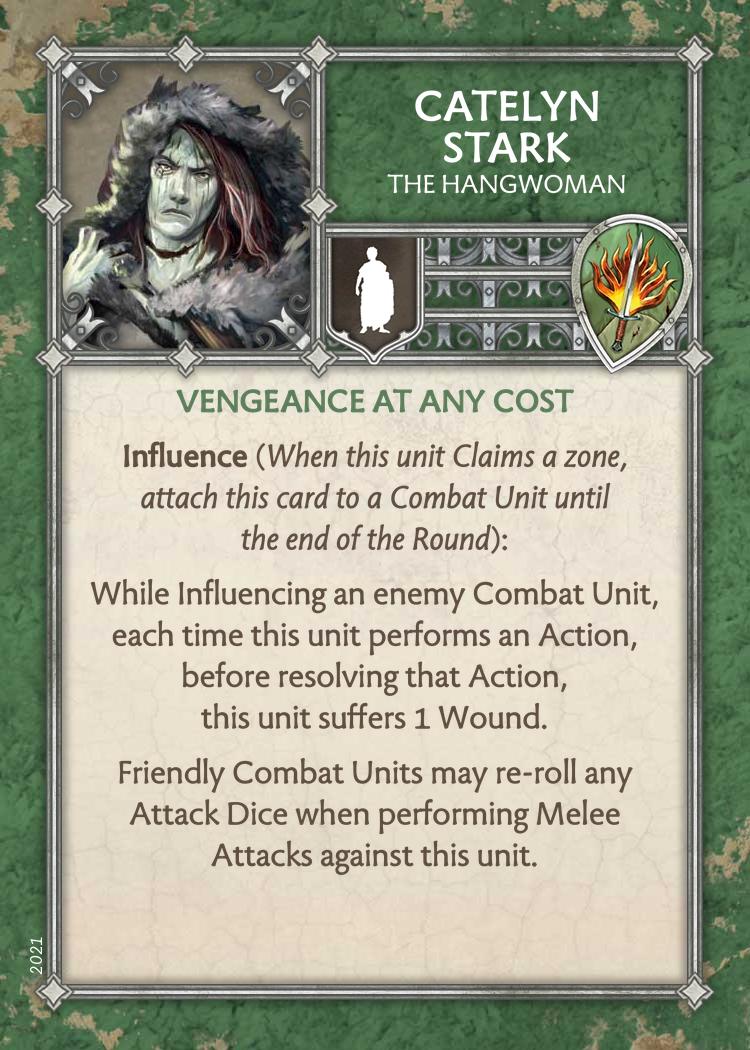 CATELYN
STARK
THE HANGWOMAN
VENGEANCE AT ANY COST
Influence (When this unit Claims a zone,
attach this card to a Combat Unit until
the end of the Round):
While Influencing an enemy Combat Unit,
each time this unit performs an Action,
before resolving that Action,
this unit suffers 1 Wound.
Friendly Combat Units may re-roll any
Attack Dice when performing Melee
Attacks against this unit.
2021